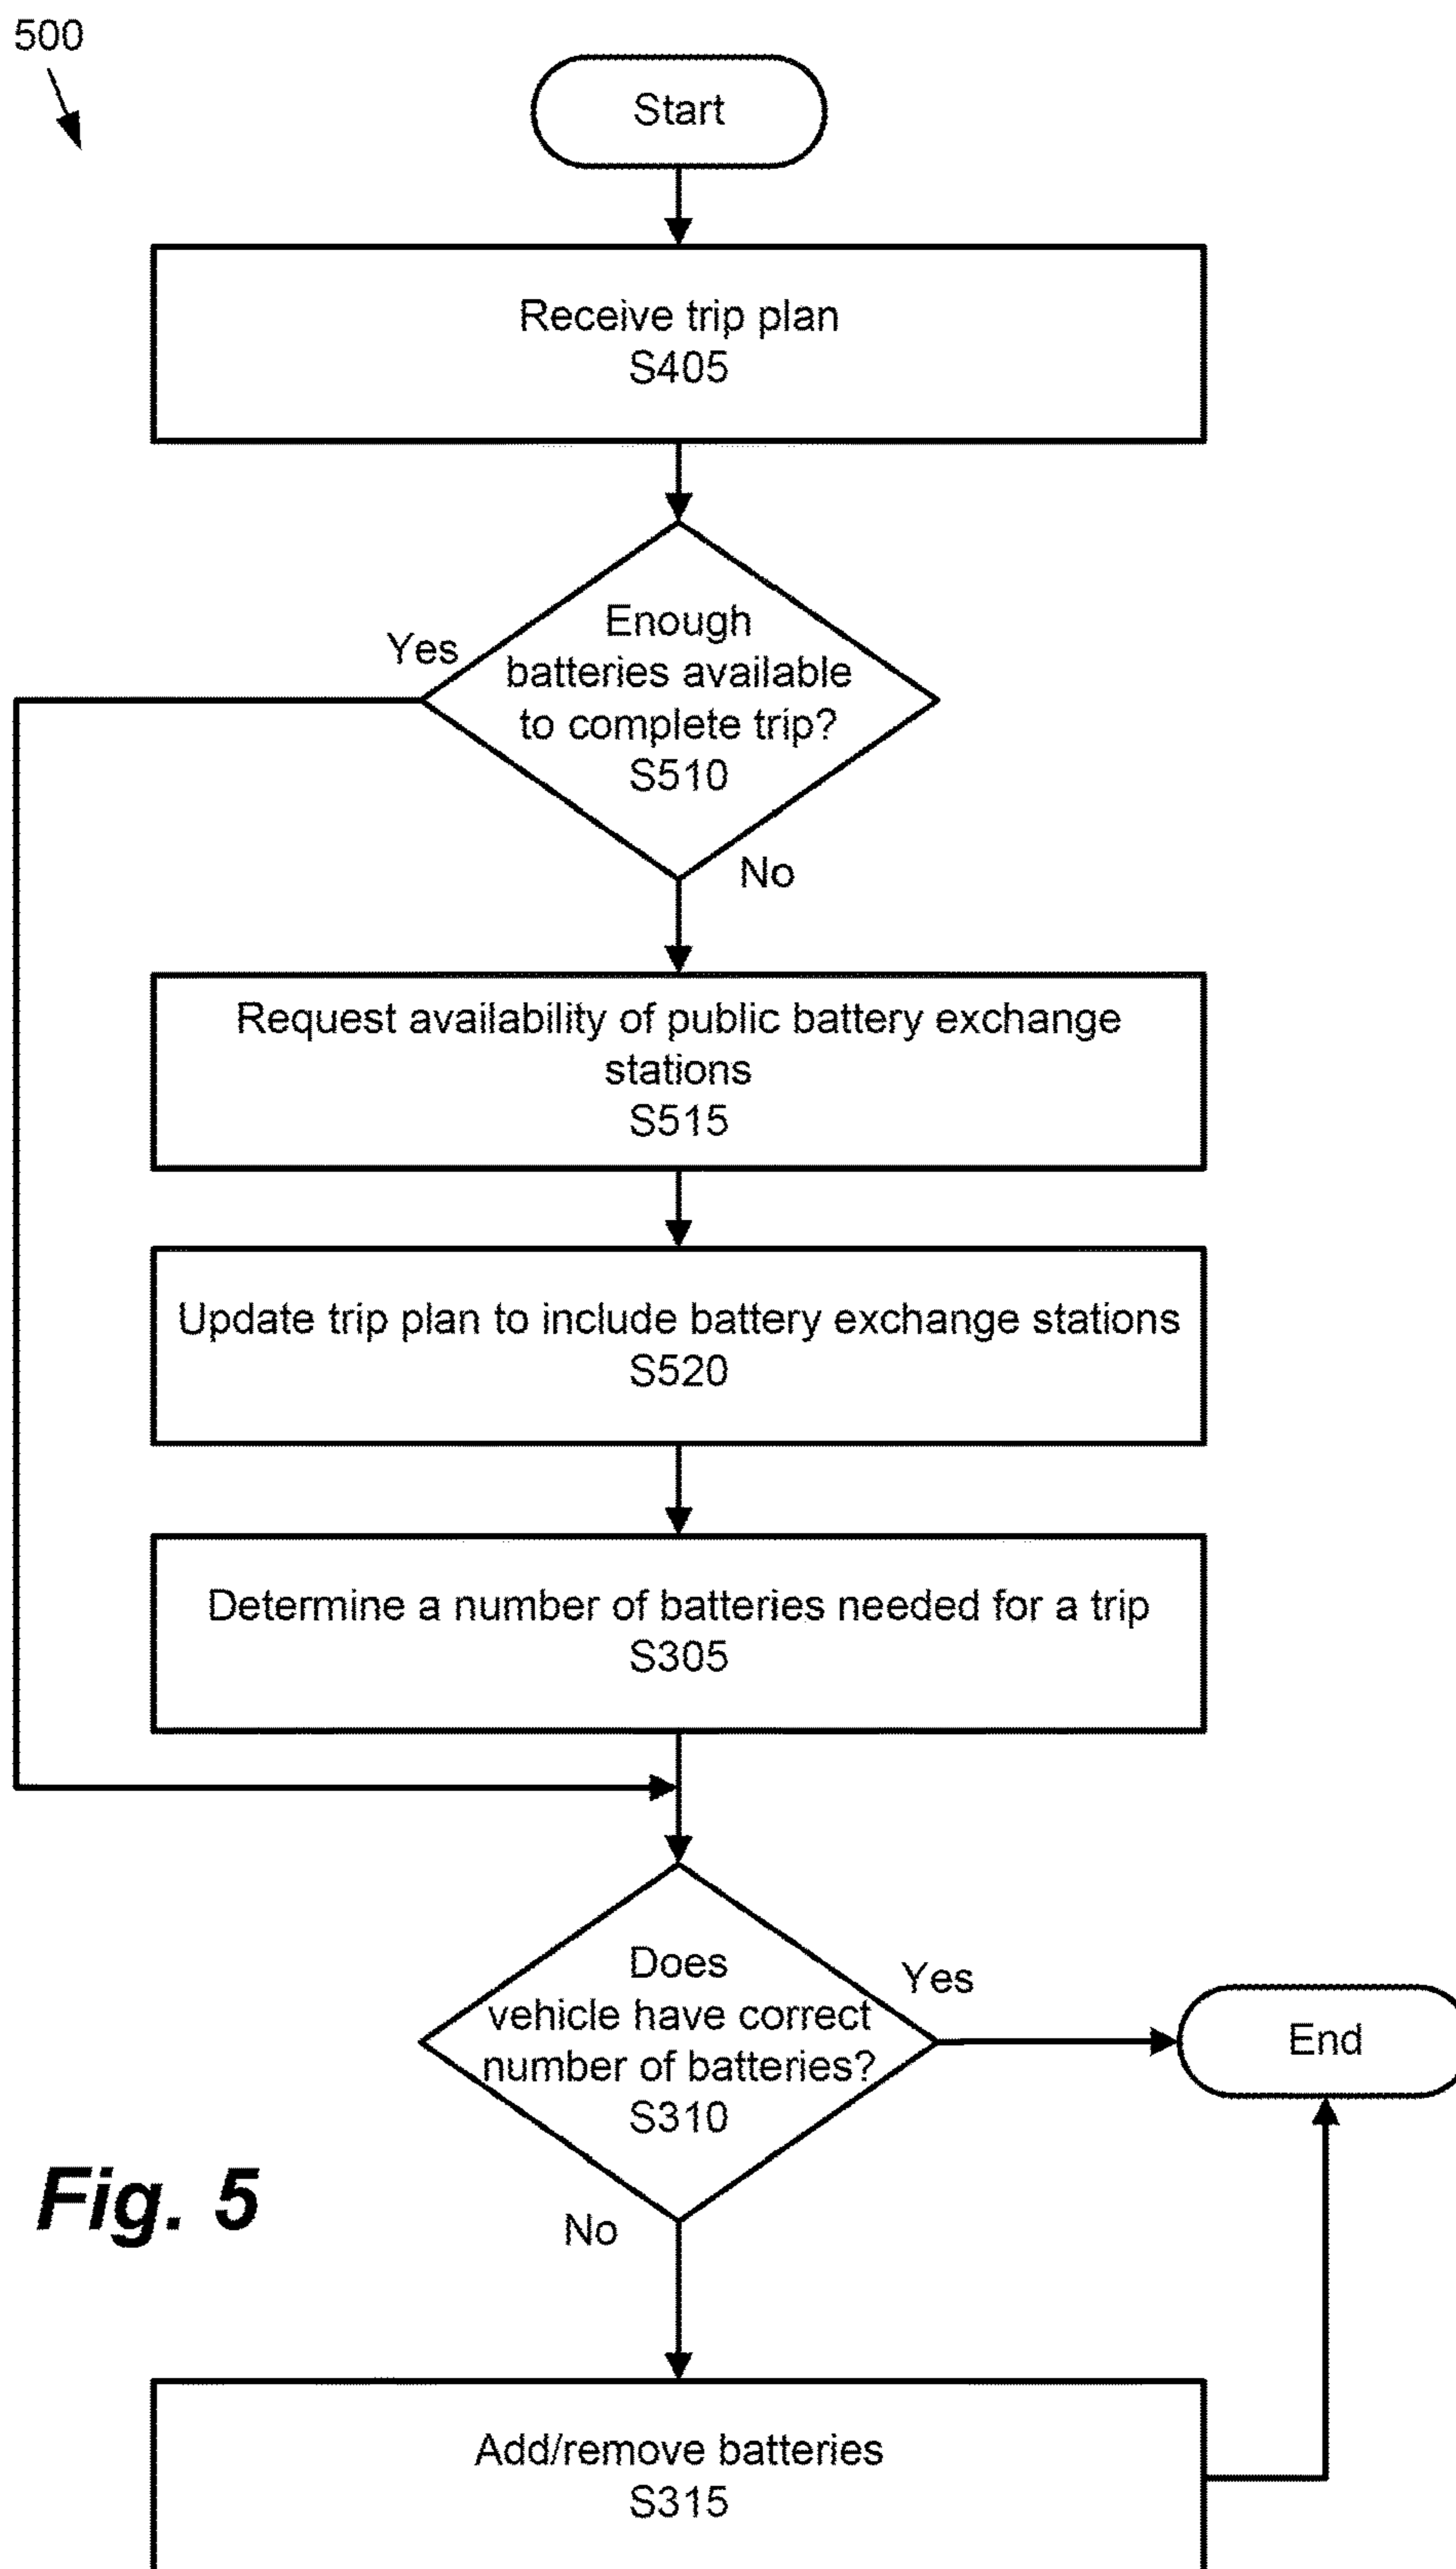 500
Start
Receive trip plan
S405
Yes
Enough
batteries available
to complete trip?
S510
No
Request availability of public battery exchange
stations
S515
Update trip plan to include battery exchange stations
S520
Determine a number of batteries needed for a trip
S305
Does
vehicle have correct
number of batteries?
S310
Yes
End
Fig. 5
No
Add/remove batteries
S315